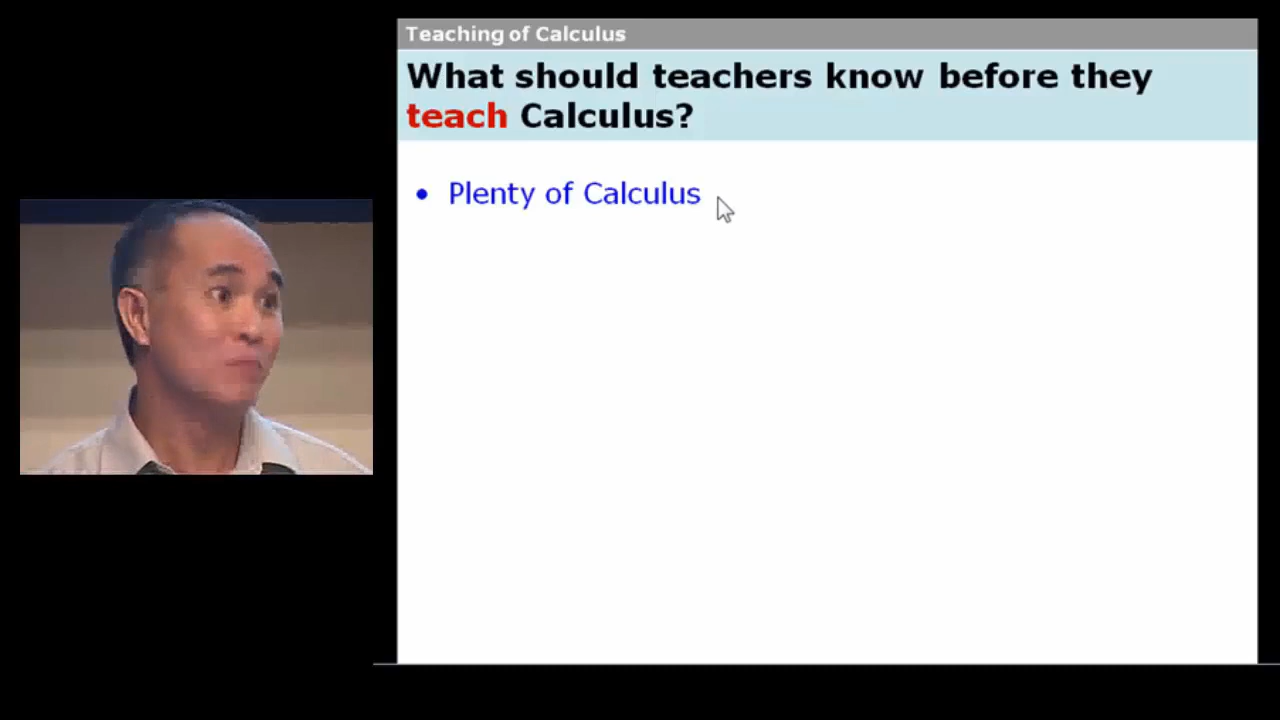 Teaching of Calculus
What should teachers know before they
teach Calculus?
• Plenty of Calculus